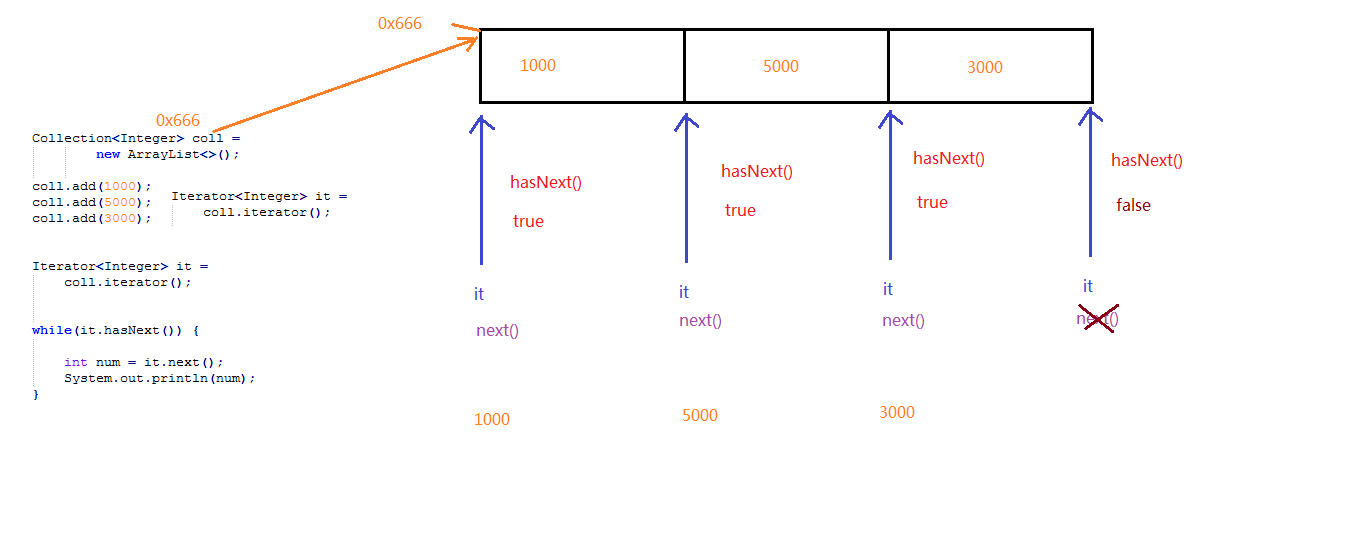 0x666
1000
5000
3000
0x666
Collection<Integer> coll =
new ArrayList<>();
coll.add(1000);
coll.add(5000);
coll.add(3000);
Iterator<Integer> it =
coll.iterator();
Iterator<Integer> it =
coll.iterator();
while(it.hasNext()) {
int num = it.next();
System.out.println(num);
}
hasNext()
true
it
next()
1000
hasNext()
true
it
next()
5000
hasNext()
true
it
next()
3000
hasNext()
false
it
next()